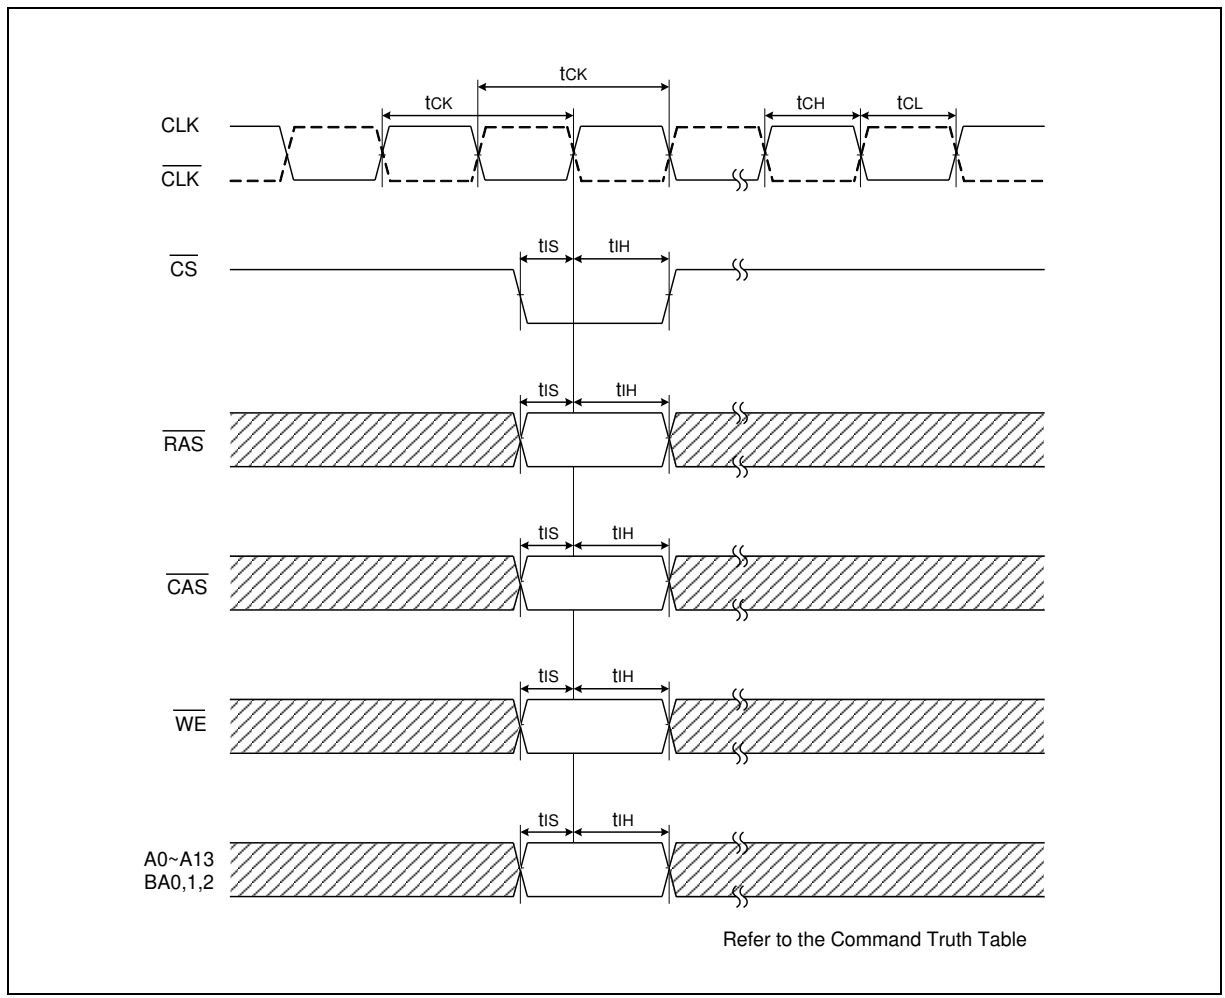 tCK
tCK
tCH
tCL
CLK
CLK
tIS
tIH
CS
tIS
tIH
RAS
tIS
tIH
CAS
tIS
tIH
WE
tIS
tIH
A0~A13
BA0,1,2
Refer to the Command Truth Table